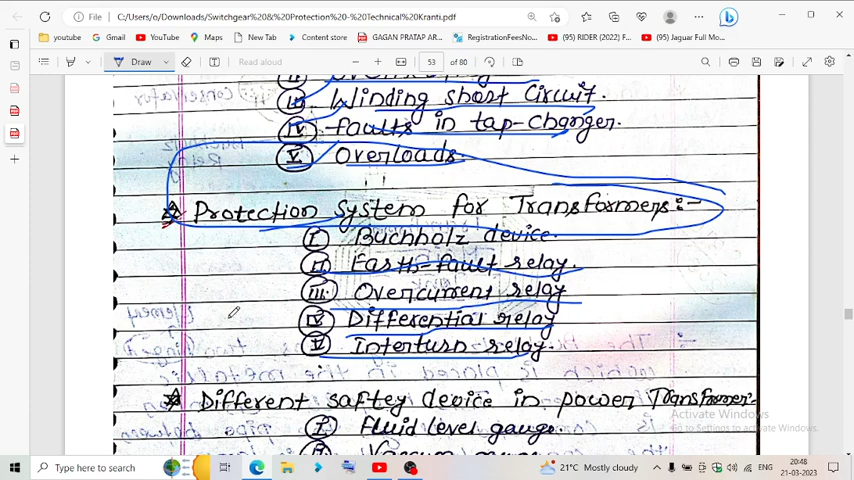 File | C:/Users/o/Downloads/Switchgear%20&%20Protection%20-%20Technical%20Kranti.pdf
youtube Gmail YouTube Maps New Tab Content store GAGAN PRATAP AR... RegistrationFeesNo... (95) RIDER (2022) F... (95) Jaguar Full Mo...
Draw Read aloud 53 of 80
III. Winding short Circuit.
IV faults in tap-changer.
V. Overloads.
Protection system for Transformers:-
I. Buchholz device.
II Earth-fault relay.
III. Overcurrent relay
IV Differential relay
V Interturn relay.
Different saftey device in power Transformer-
I. Fluid level gauge.
Activate Windows
Go to Settings to activate Windows.
Type here to search 21°C Mostly cloudy ENG 20:48
21-03-2023